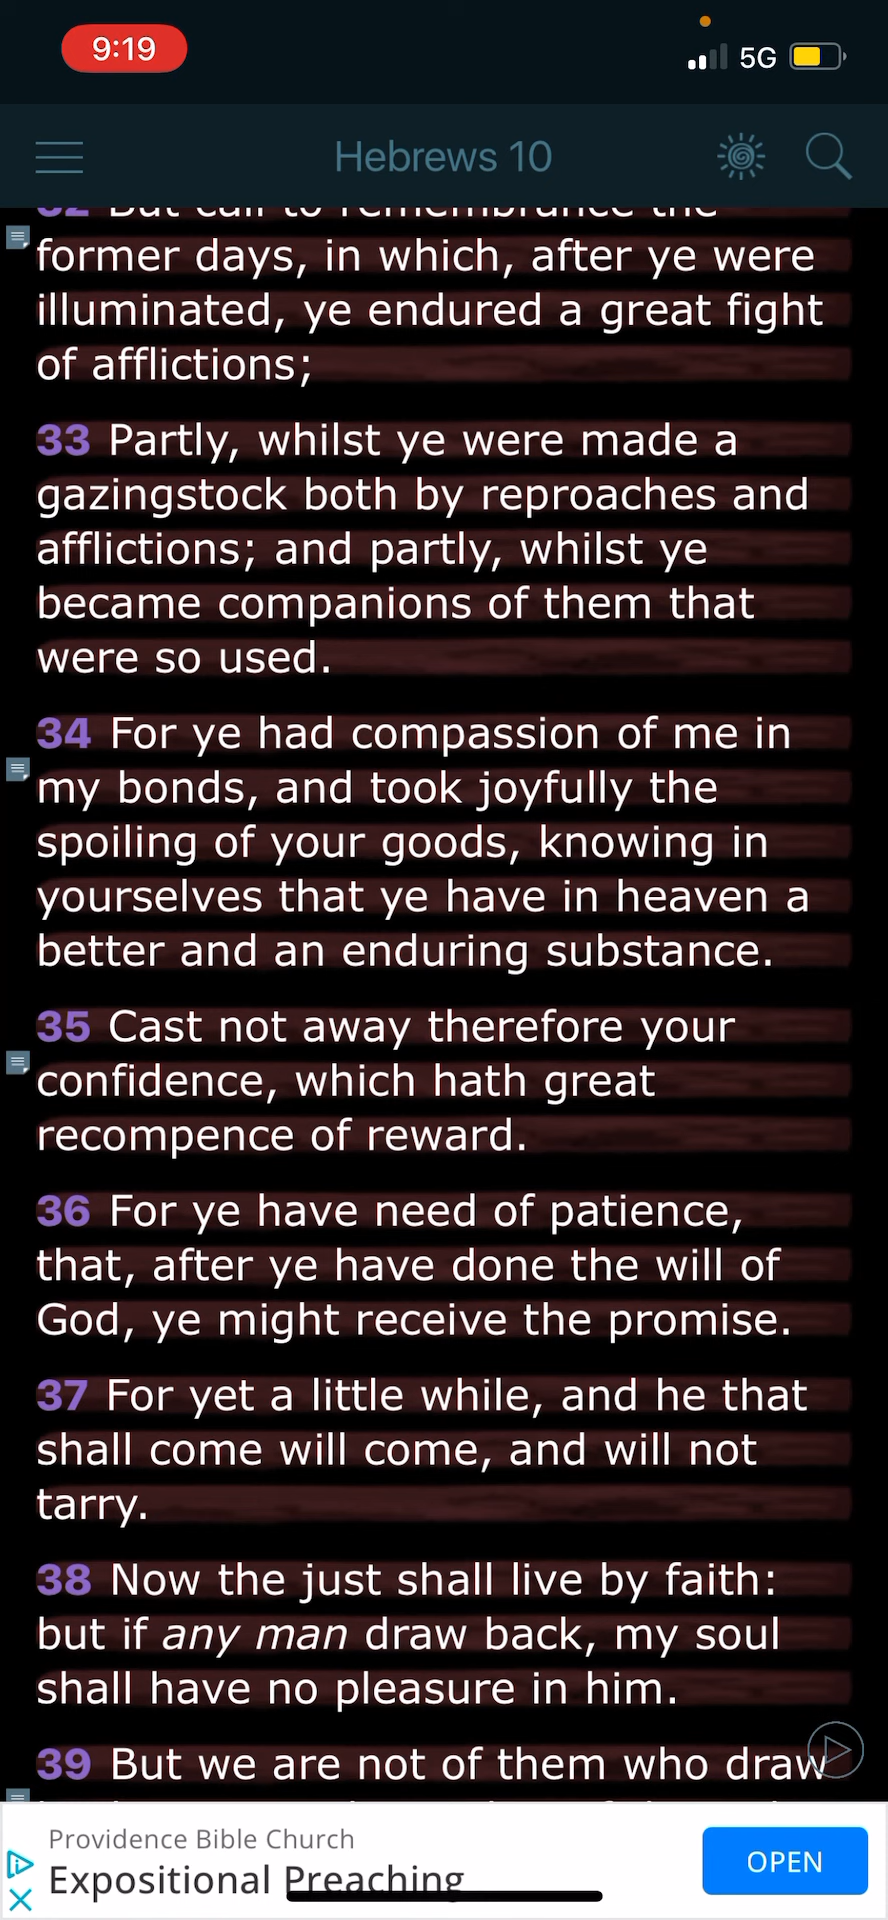 9:19
5G
Hebrews 10
32 But call to remembrance the
former days, in which, after ye were
illuminated, ye endured a great fight
of afflictions;
33 Partly, whilst ye were made a
gazingstock both by reproaches and
afflictions; and partly, whilst ye
became companions of them that
were so used.
34 For ye had compassion of me in
my bonds, and took joyfully the
spoiling of your goods, knowing in
yourselves that ye have in heaven a
better and an enduring substance.
35 Cast not away therefore your
confidence, which hath great
recompence of reward.
36 For ye have need of patience,
that, after ye have done the will of
God, ye might receive the promise.
37 For yet a little while, and he that
shall come will come, and will not
tarry.
38 Now the just shall live by faith:
but if any man draw back, my soul
shall have no pleasure in him.
39 But we are not of them who draw
Providence Bible Church
Expositional Preaching
OPEN